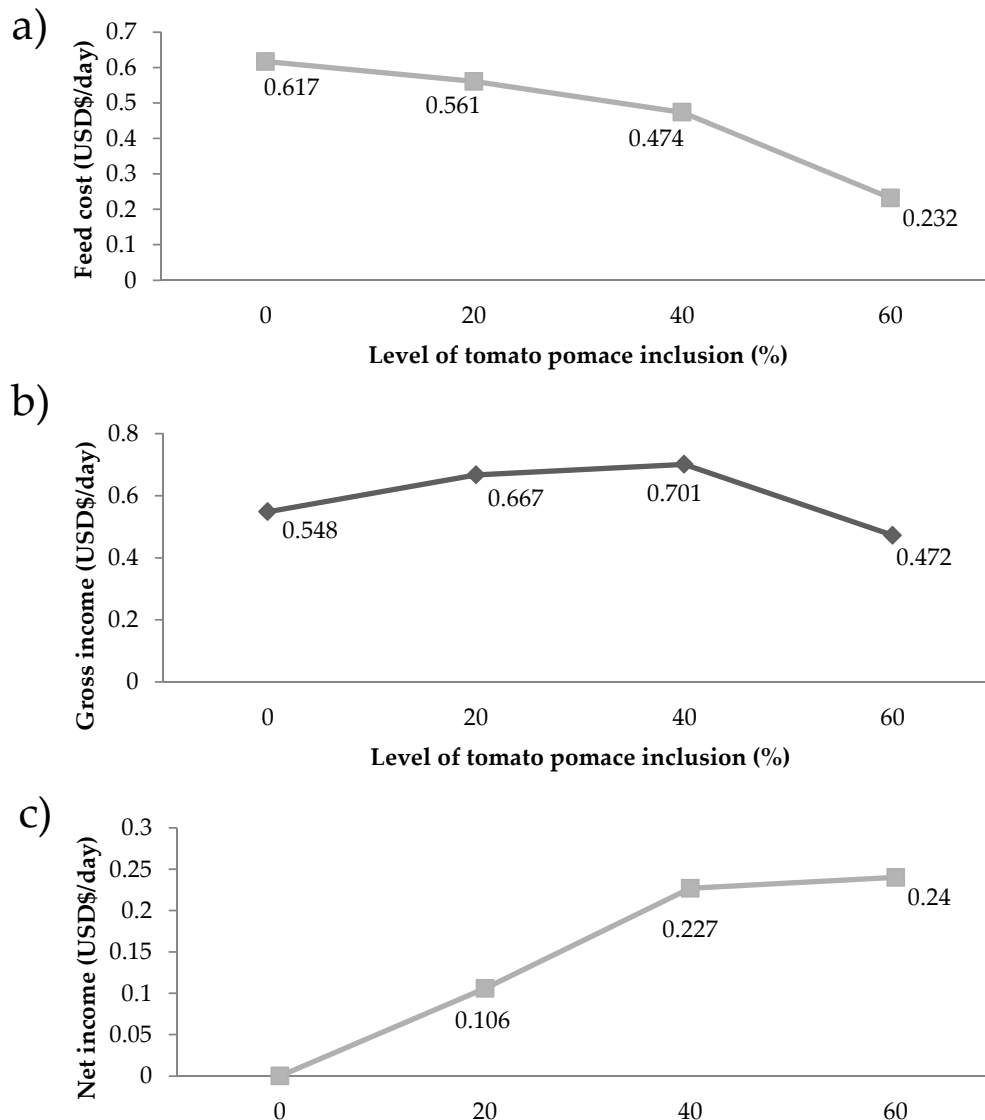 a)
Feed cost (USD$/day)
0.7
0.6
0.5
0.4
0.3
0.2
0.1
0
0.617
0.561
0.474
0.232
0 20 40 60
Level of tomato pomace inclusion (%)
b)
Gross income (USD$/day)
0.8
0.6
0.4
0.2
0
0.548
0.667
0.701
0.472
0 20 40 60
Level of tomato pomace inclusion (%)
c)
Net income (USD$/day)
0.3
0.25
0.2
0.15
0.1
0.05
0
0.106
0.227
0.24
0 20 40 60